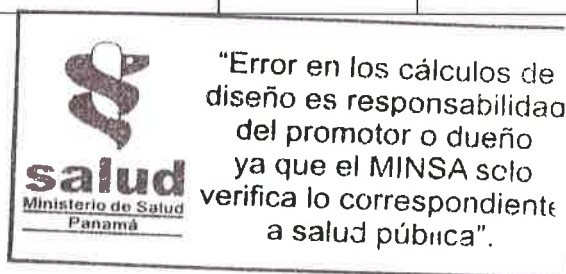 salud
Ministerio de Salud
Panamá
"Error en los cálculos de
diseño es responsabilidad
del promotor o dueño
ya que el MINSA solo
verifica lo correspondiente
a salud pública".